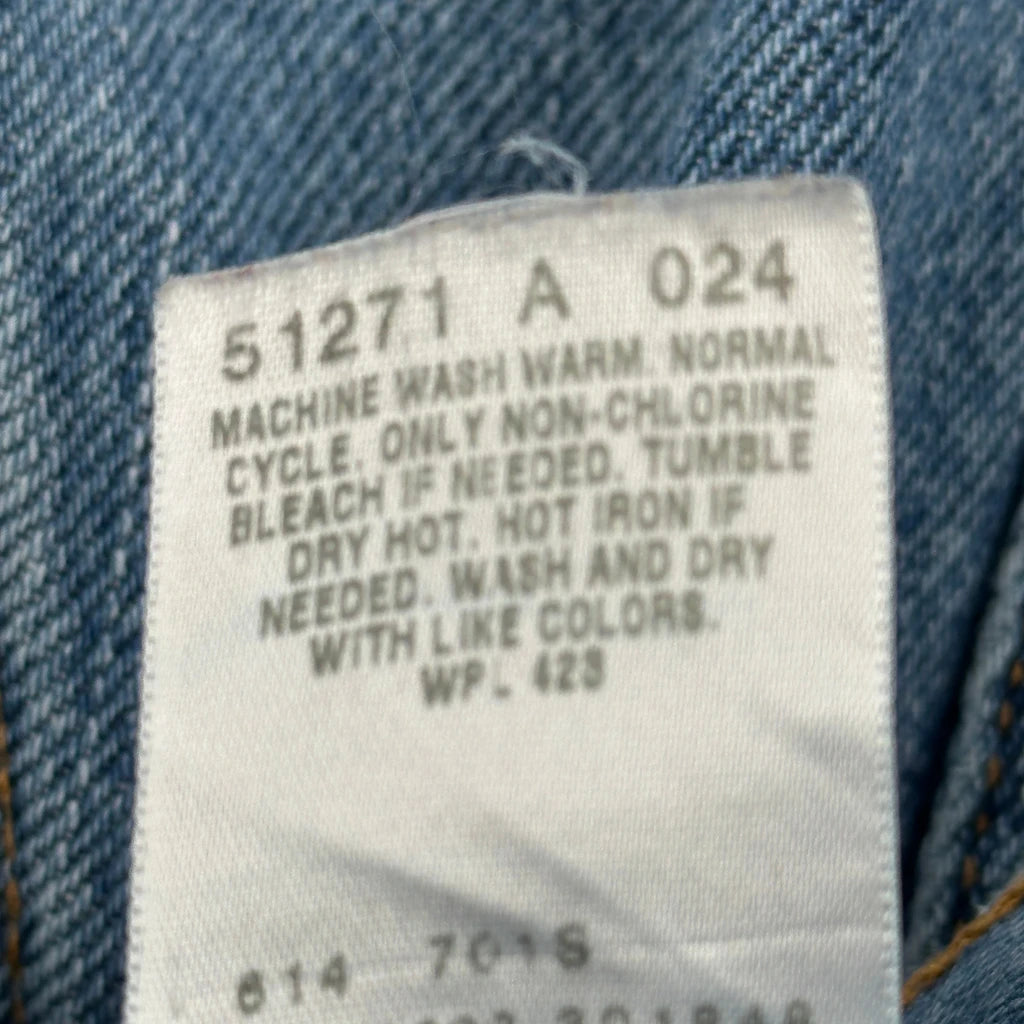 51271 A 024
MACHINE WASH WARM. NORMAL
CYCLE. ONLY NON-CHLORINE
BLEACH IF NEEDED. TUMBLE
DRY HOT. HOT IRON IF
NEEDED. WASH AND DRY
WITH LIKE COLORS.
WPL 423
614